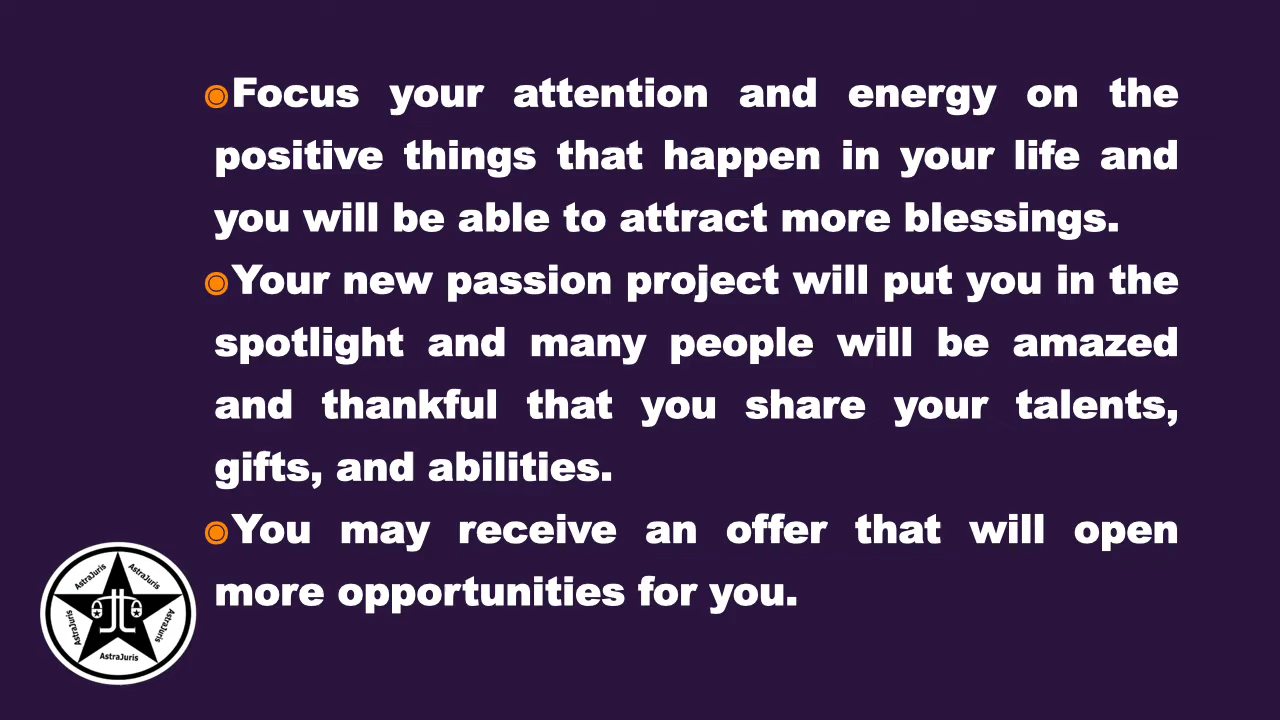 ◉Focus your attention and energy on the
positive things that happen in your life and
you will be able to attract more blessings.
◉Your new passion project will put you in the
spotlight and many people will be amazed
and thankful that you share your talents,
gifts, and abilities.
◉You may receive an offer that will open
more opportunities for you.
AstraJuris
AstraJuris
AstraJuris
AstraJuris
AstraJuris